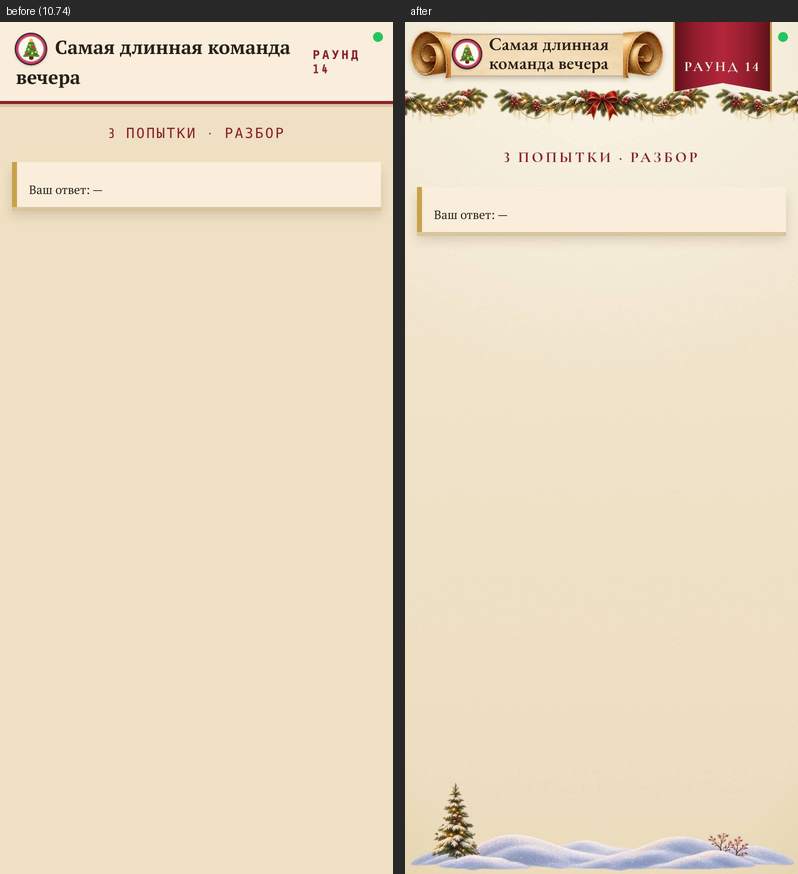 before (10.74)
after
Самая длинная команда
вечера
РАУНД
14
3 ПОПЫТКИ · РАЗБОР
Ваш ответ: —
Самая длинная
команда вечера
РАУНД 14
3 ПОПЫТКИ · РАЗБОР
Ваш ответ: —